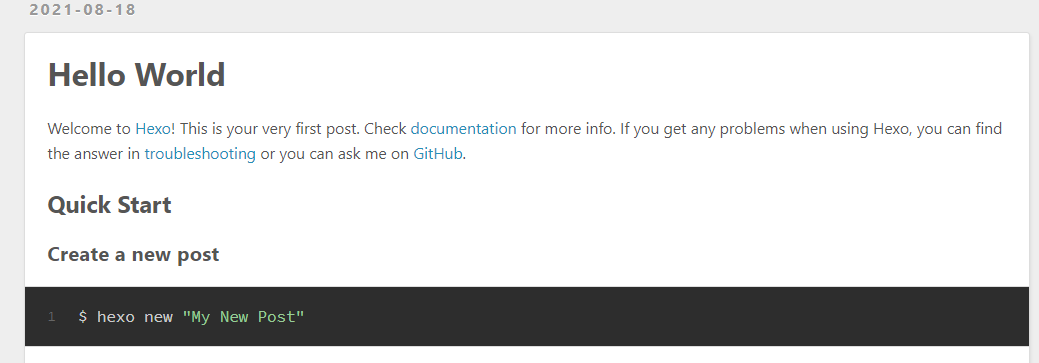 2021-08-18
Hello World
Welcome to Hexo! This is your very first post. Check documentation for more info. If you get any problems when using Hexo, you can find
the answer in troubleshooting or you can ask me on GitHub.
Quick Start
Create a new post
1 $ hexo new "My New Post"